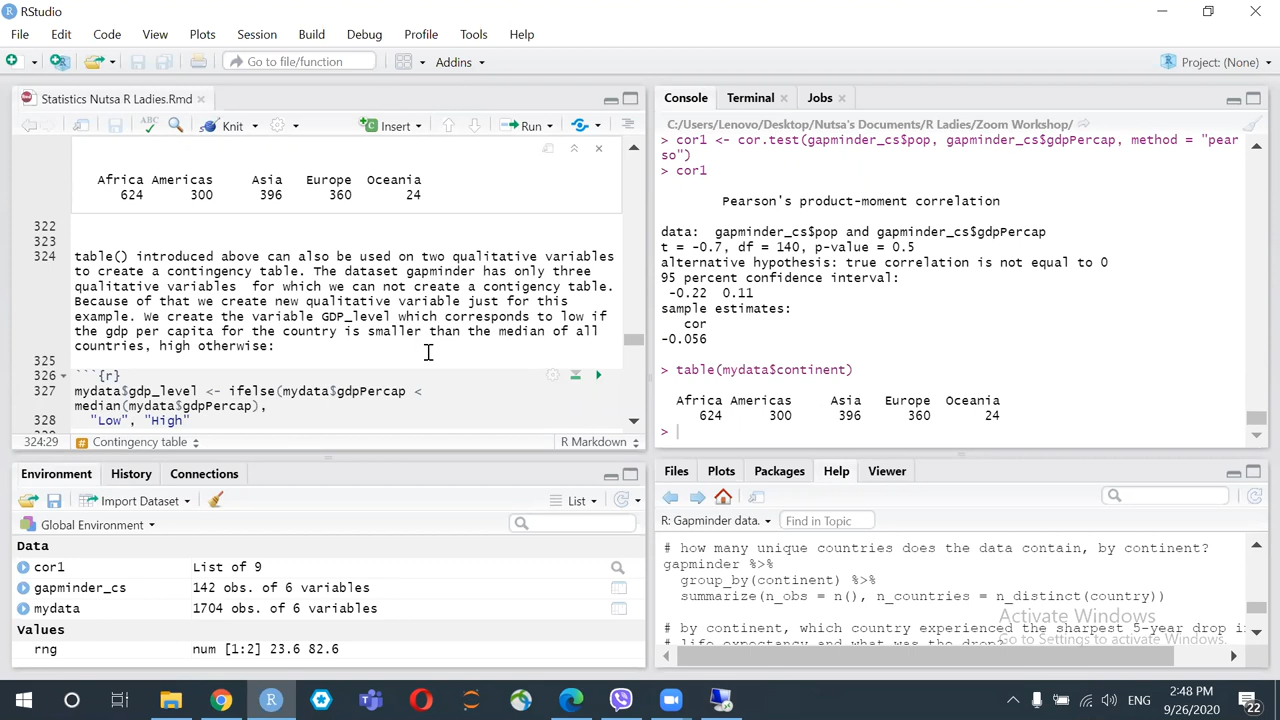 RStudio
File Edit Code View Plots Session Build Debug Profile Tools Help
Go to file/function Addins Project: (None)
Statistics Nutsa R Ladies.Rmd
ABC Knit Insert Run
Africa Americas Asia Europe Oceania
624 300 396 360 24
322
323
324 table() introduced above can also be used on two qualitative variables
to create a contingency table. The dataset gapminder has only three
qualitative variables for which we can not create a contigency table.
Because of that we create new qualitative variable just for this
example. We create the variable GDP_level which corresponds to low if
the gdp per capita for the country is smaller than the median of all
countries, high otherwise:
325
326 ```{r}
327 mydata$gdp_level <- ifelse(mydata$gdpPercap <
median(mydata$gdpPercap),
328 "Low", "High"
324:29 Contingency table R Markdown
Console Terminal Jobs
C:/Users/Lenovo/Desktop/Nutsa's Documents/R Ladies/Zoom Workshop/
> cor1 <- cor.test(gapminder_cs$pop, gapminder_cs$gdpPercap, method = "pear
so")
> cor1
Pearson's product-moment correlation
data: gapminder_cs$pop and gapminder_cs$gdpPercap
t = -0.7, df = 140, p-value = 0.5
alternative hypothesis: true correlation is not equal to 0
95 percent confidence interval:
-0.22 0.11
sample estimates:
cor
-0.056
> table(mydata$continent)
Africa Americas Asia Europe Oceania
624 300 396 360 24
>
Environment History Connections
Import Dataset List
Global Environment
Data
cor1 List of 9
gapminder_cs 142 obs. of 6 variables
mydata 1704 obs. of 6 variables
Values
rng num [1:2] 23.6 82.6
Files Plots Packages Help Viewer
R: Gapminder data. Find in Topic
# how many unique countries does the data contain, by continent?
gapminder %>%
group_by(continent) %>%
summarize(n_obs = n(), n_countries = n_distinct(country))
# by continent, which country experienced the sharpest 5-year drop i
# life expectancy and what was the drop?
Activate Windows
Go to Settings to activate Windows.
ENG
2:48 PM
9/26/2020
22